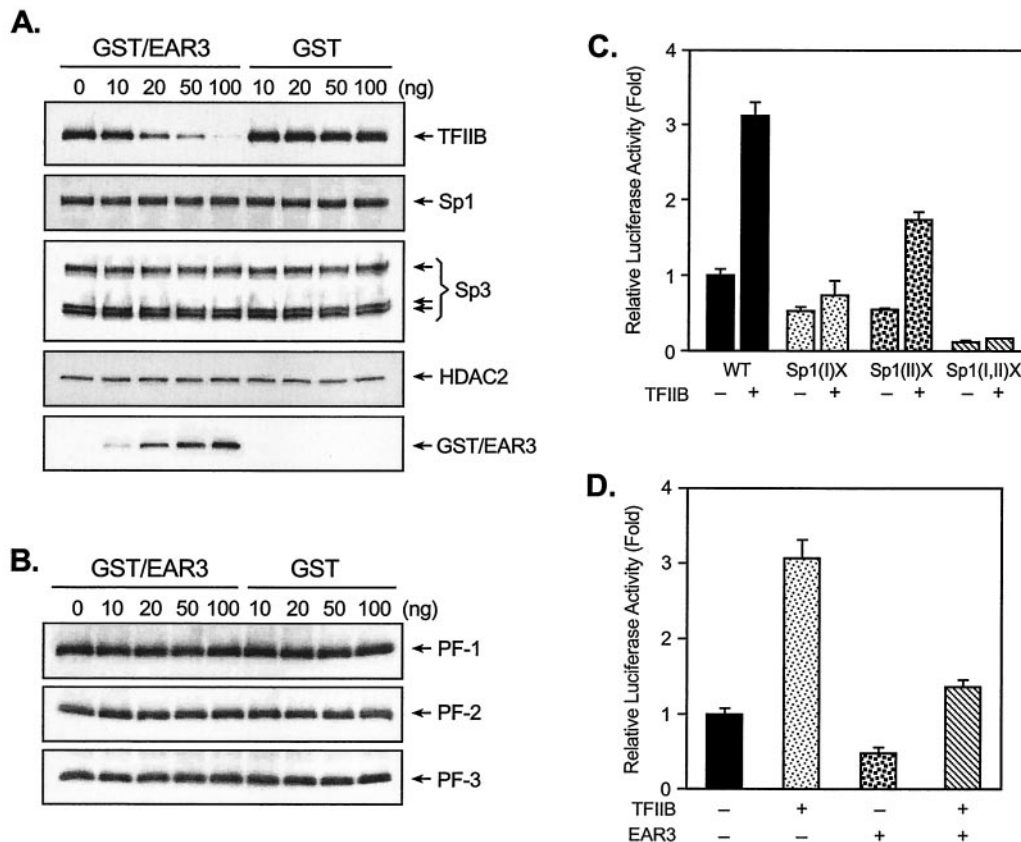 A.
GST/EAR3 GST
0 10 20 50 100 10 20 50 100 (ng)
← TFIIB
← Sp1
← Sp3
← HDAC2
← GST/EAR3
B.
GST/EAR3 GST
0 10 20 50 100 10 20 50 100 (ng)
← PF-1
← PF-2
← PF-3
C.
Relative Luciferase Activity (Fold)
4
3
2
1
0
WT Sp1(I)X Sp1(II)X Sp1(I,II)X
TFIIB – + – + – + – +
D.
Relative Luciferase Activity (Fold)
4
3
2
1
0
TFIIB – + – +
EAR3 – – + +